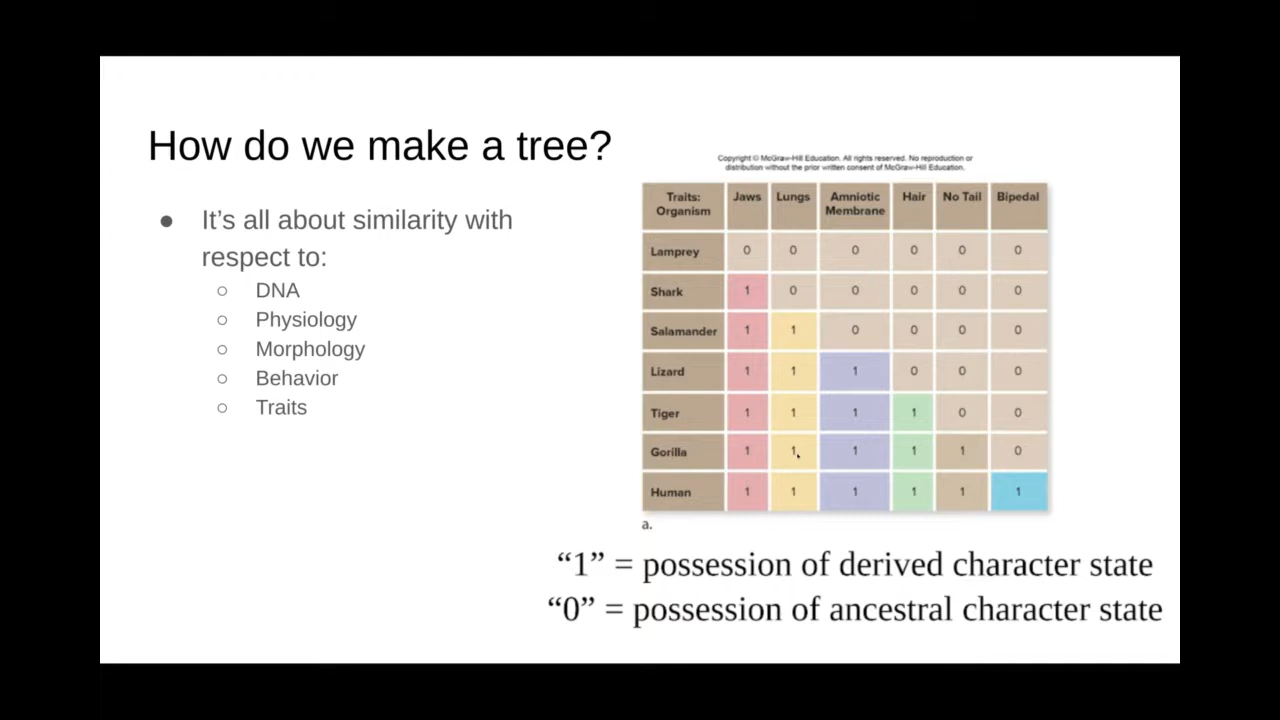 How do we make a tree?
● It’s all about similarity with
respect to:
○ DNA
○ Physiology
○ Morphology
○ Behavior
○ Traits
Copyright © McGraw-Hill Education. All rights reserved. No reproduction or
distribution without the prior written consent of McGraw-Hill Education.
Traits: Organism Jaws Lungs Amniotic Membrane Hair No Tail Bipedal
Lamprey 0 0 0 0 0 0
Shark 1 0 0 0 0 0
Salamander 1 1 0 0 0 0
Lizard 1 1 1 0 0 0
Tiger 1 1 1 1 0 0
Gorilla 1 1 1 1 1 0
Human 1 1 1 1 1 1
a.
“1” = possession of derived character state
“0” = possession of ancestral character state